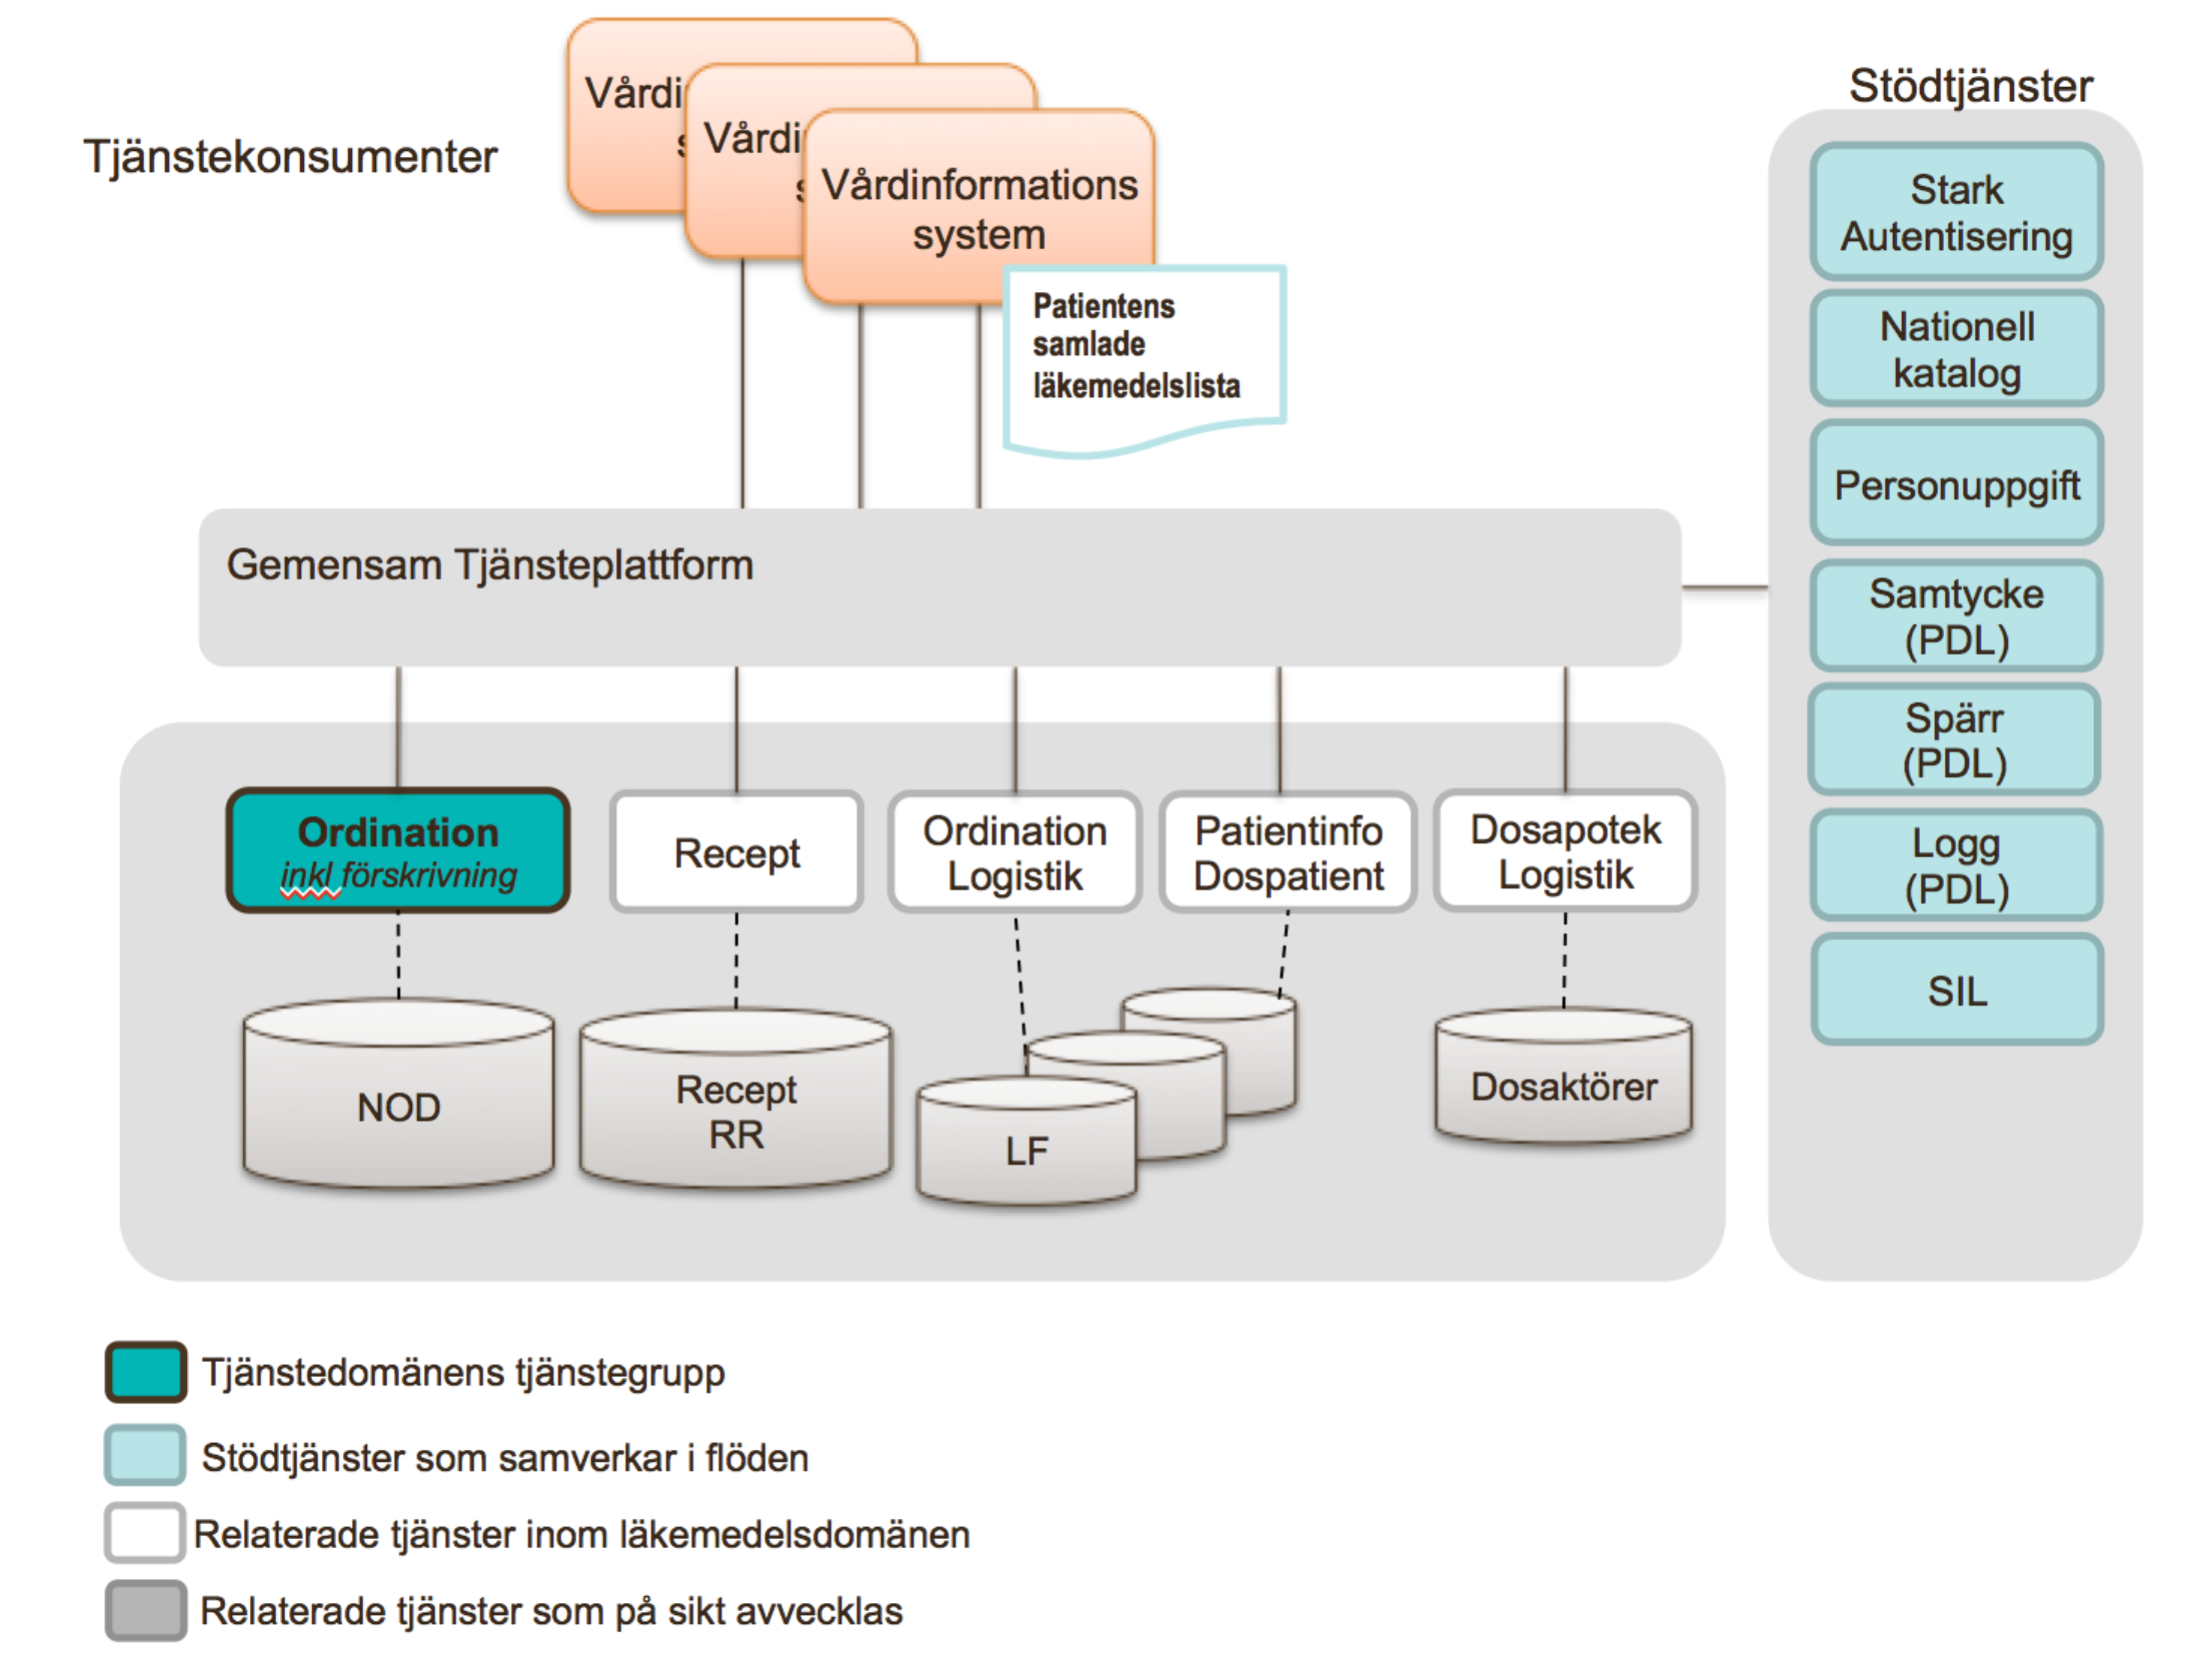 Stödtjänster
Tjänstekonsumenter
Vårdi
s
Vårdi
s
Vårdinformations
system
Patientens
samlade
läkemedelslista
Gemensam Tjänsteplattform
Ordination
inkl förskrivning
Recept
Ordination
Logistik
Patientinfo
Dospatient
Dosapotek
Logistik
NOD
Recept
RR
LF
Dosaktörer
Stark
Autentisering
Nationell
katalog
Personuppgift
Samtycke
(PDL)
Spärr
(PDL)
Logg
(PDL)
SIL
Tjänstedomänens tjänstegrupp
Stödtjänster som samverkar i flöden
Relaterade tjänster inom läkemedelsdomänen
Relaterade tjänster som på sikt avvecklas